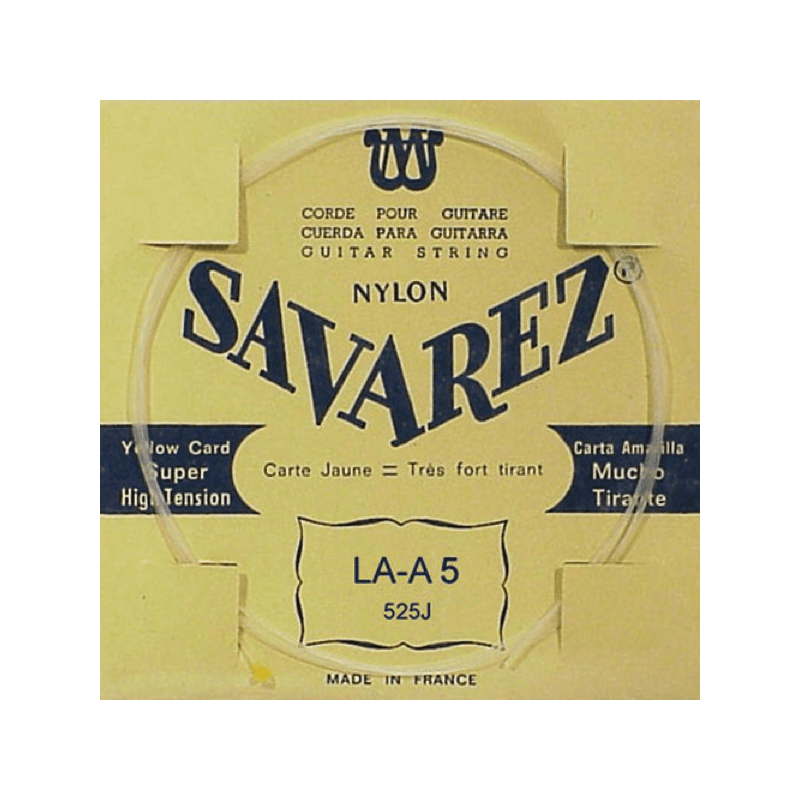 CORDE POUR GUITARE
CUERDA PARA GUITARRA
GUITAR STRING
NYLON
SAVAREZ®
Yellow Card
Super
High Tension
Carte Jaune = Très fort tirant
Carta Amarilla
Mucho
Tirante
LA-A 5
525J
MADE IN FRANCE